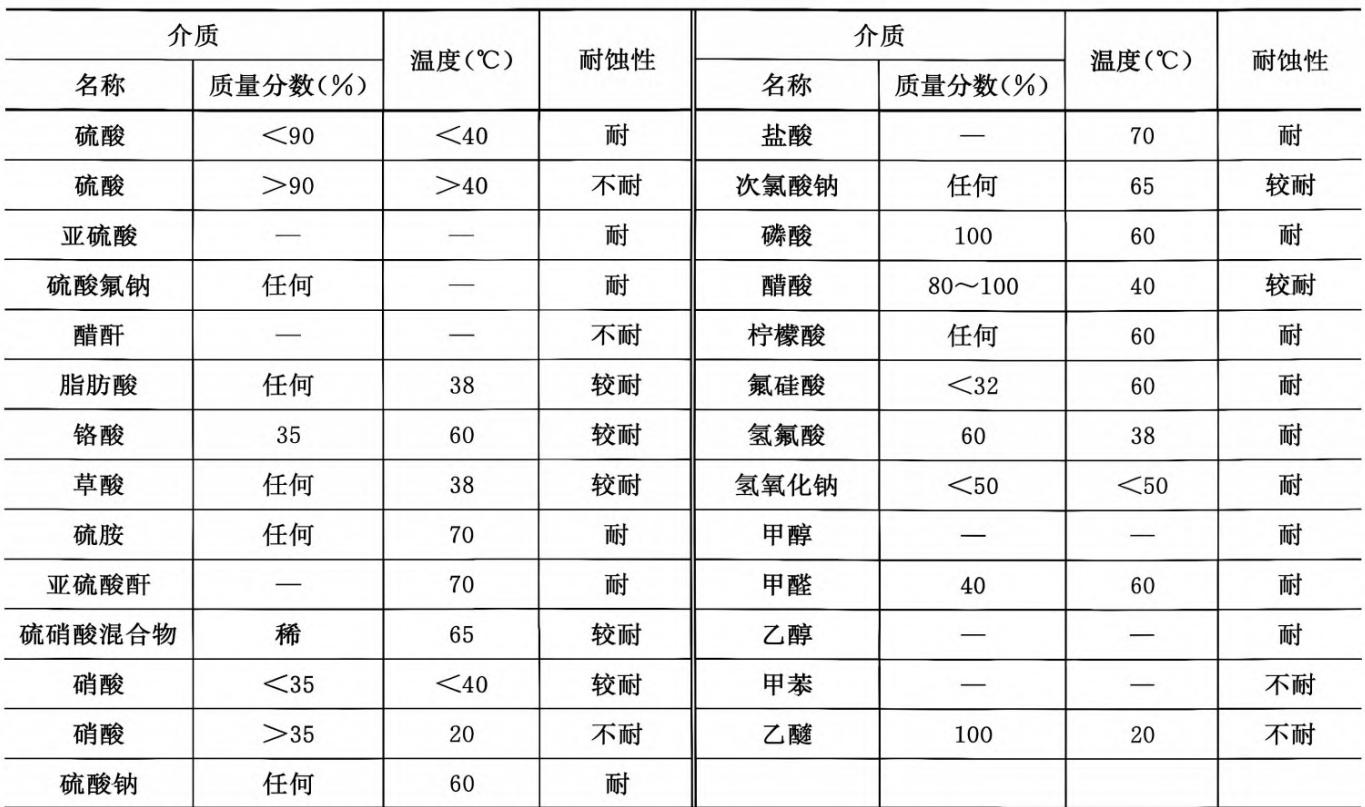 介质 温度(℃) 耐蚀性 介质 温度(℃) 耐蚀性
名称 质量分数(%) 名称 质量分数(%)
硫酸 <90 <40 耐 盐酸 — 70 耐
硫酸 >90 >40 不耐 次氯酸钠 任何 65 较耐
亚硫酸 — — 耐 磷酸 100 60 耐
硫酸氟钠 任何 — 耐 醋酸 80~100 40 较耐
醋酐 — — 不耐 柠檬酸 任何 60 耐
脂肪酸 任何 38 较耐 氟硅酸 <32 60 耐
铬酸 35 60 较耐 氢氟酸 60 38 耐
草酸 任何 38 较耐 氢氧化钠 <50 <50 耐
硫胺 任何 70 耐 甲醇 — — 耐
亚硫酸酐 — 70 耐 甲醛 40 60 耐
硫硝酸混合物 稀 65 较耐 乙醇 — — 耐
硝酸 <35 <40 较耐 甲苯 — — 不耐
硝酸 >35 20 不耐 乙醚 100 20 不耐
硫酸钠 任何 60 耐